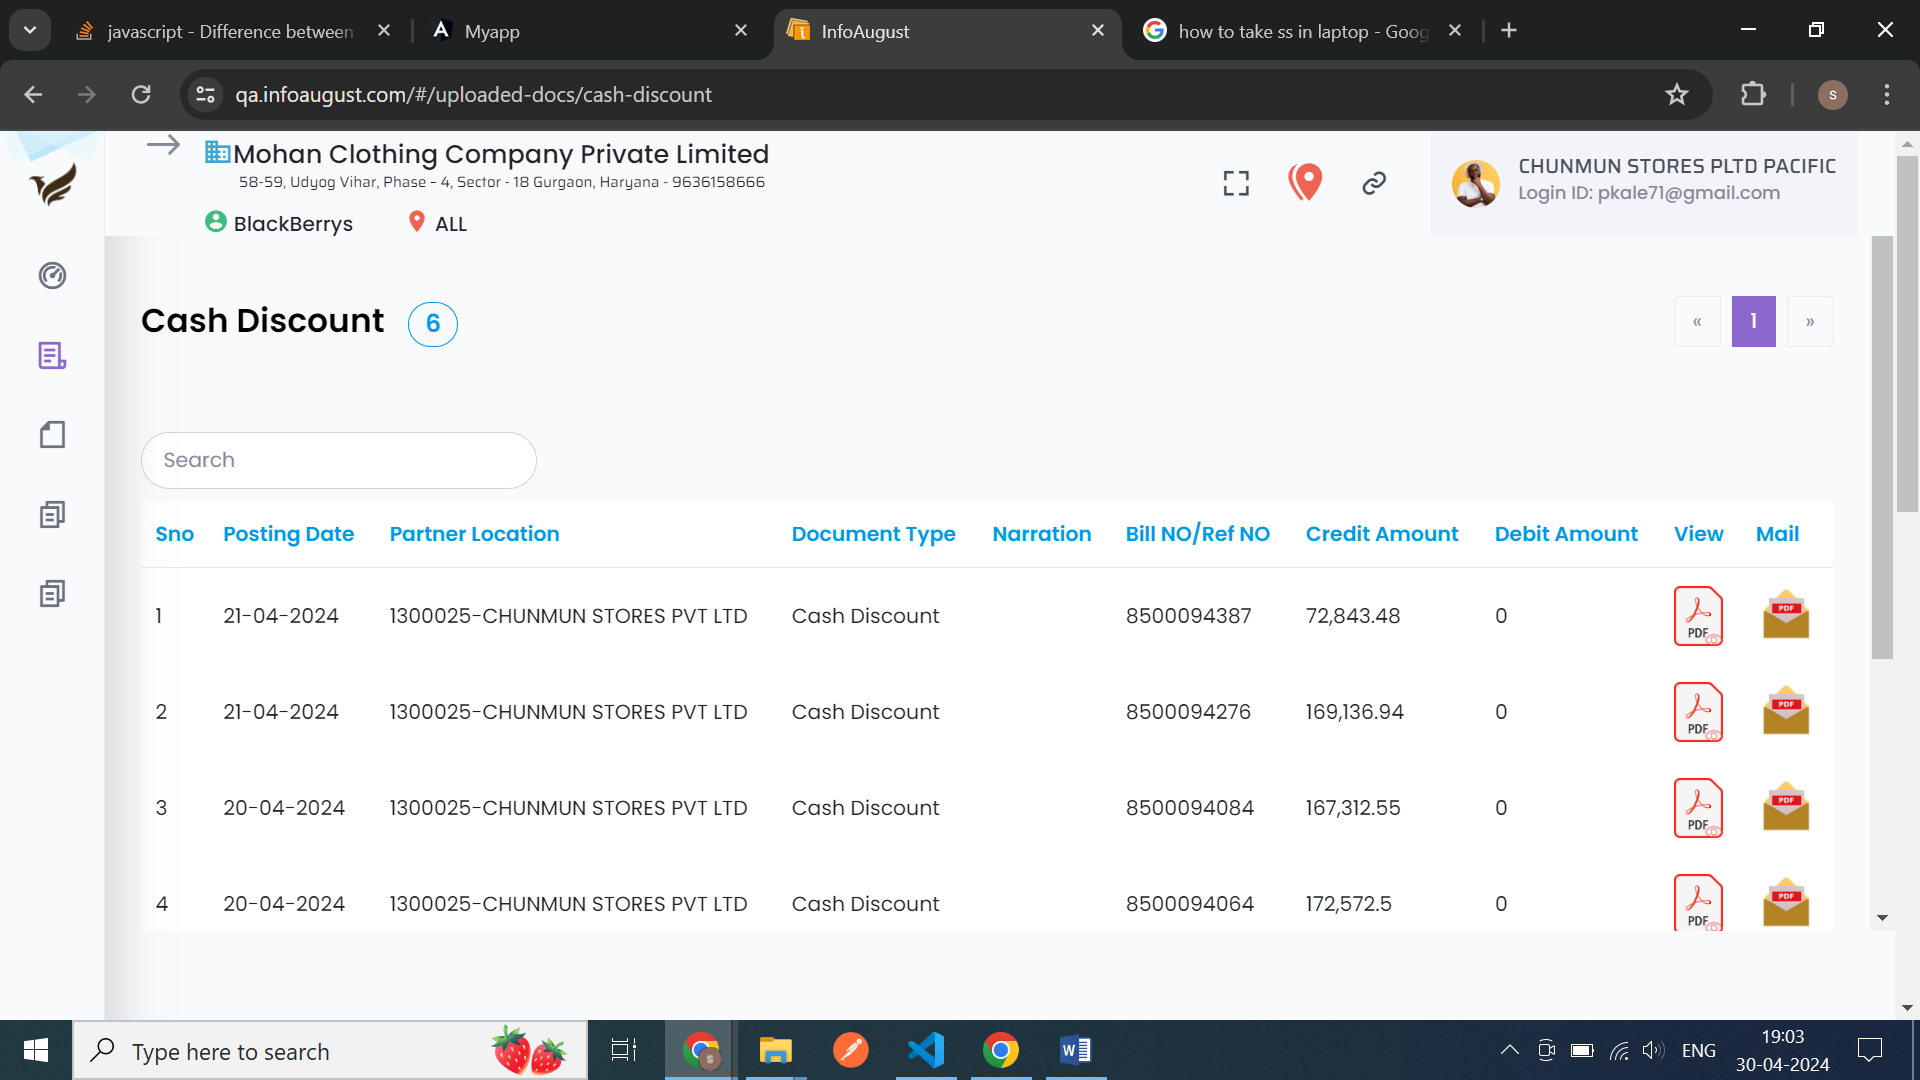 javascript - Difference between
Myapp
InfoAugust
how to take ss in laptop - Goog
qa.infoaugust.com/#/uploaded-docs/cash-discount
S
Mohan Clothing Company Private Limited
58-59, Udyog Vihar, Phase – 4, Sector - 18 Gurgaon, Haryana - 9636158666
BlackBerrys ALL
CHUNMUN STORES PLTD PACIFIC
Login ID: pkale71@gmail.com
Cash Discount 6
« 1 »
Search
Sno Posting Date Partner Location Document Type Narration Bill NO/Ref NO Credit Amount Debit Amount View Mail
1 21-04-2024 1300025-CHUNMUN STORES PVT LTD Cash Discount 8500094387 72,843.48 0 PDF PDF
2 21-04-2024 1300025-CHUNMUN STORES PVT LTD Cash Discount 8500094276 169,136.94 0 PDF PDF
3 20-04-2024 1300025-CHUNMUN STORES PVT LTD Cash Discount 8500094084 167,312.55 0 PDF PDF
4 20-04-2024 1300025-CHUNMUN STORES PVT LTD Cash Discount 8500094064 172,572.5 0 PDF PDF
Type here to search
S
W
ENG
19:03
30-04-2024